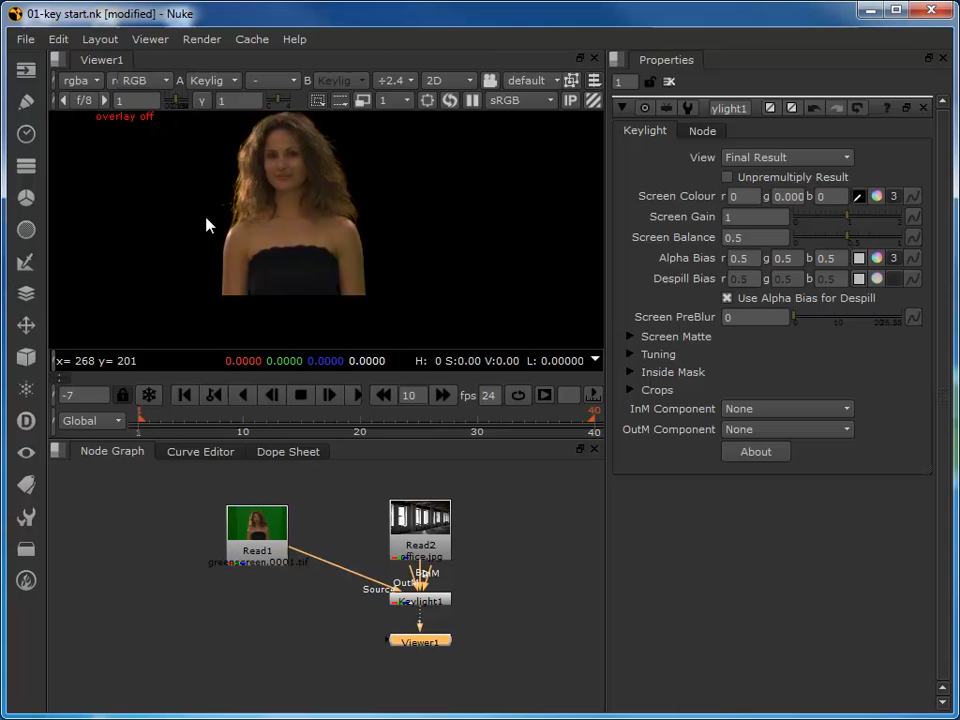 01-key start.nk [modified] - Nuke
File Edit Layout Viewer Render Cache Help
Viewer1
rgba RGB A Keylig - B Keylig ÷2.4 2D default
f/8 1 Y 1 1 sRGB IP
overlay off
x= 268 y= 201 0.0000 0.0000 0.0000 0.0000 H: 0 S:0.00 V:0.00 L: 0.00000
-7 10 fps 24
Global 1 10 20 30 40 40
Node Graph Curve Editor Dope Sheet
Read1
greenscreen.0001.tif
Read2
office.jpg
Source
Keylight1
Viewer1
Properties
1
ylight1 ?
Keylight Node
View Final Result
Unpremultiply Result
Screen Colour r 0 g 0.000 b 0 3
Screen Gain 1
Screen Balance 0.5
Alpha Bias r 0.5 g 0.5 b 0.5 3
Despill Bias r 0.5 g 0.5 b 0.5
Use Alpha Bias for Despill
Screen PreBlur 0
Screen Matte
Tuning
Inside Mask
Crops
InM Component None
OutM Component None
About